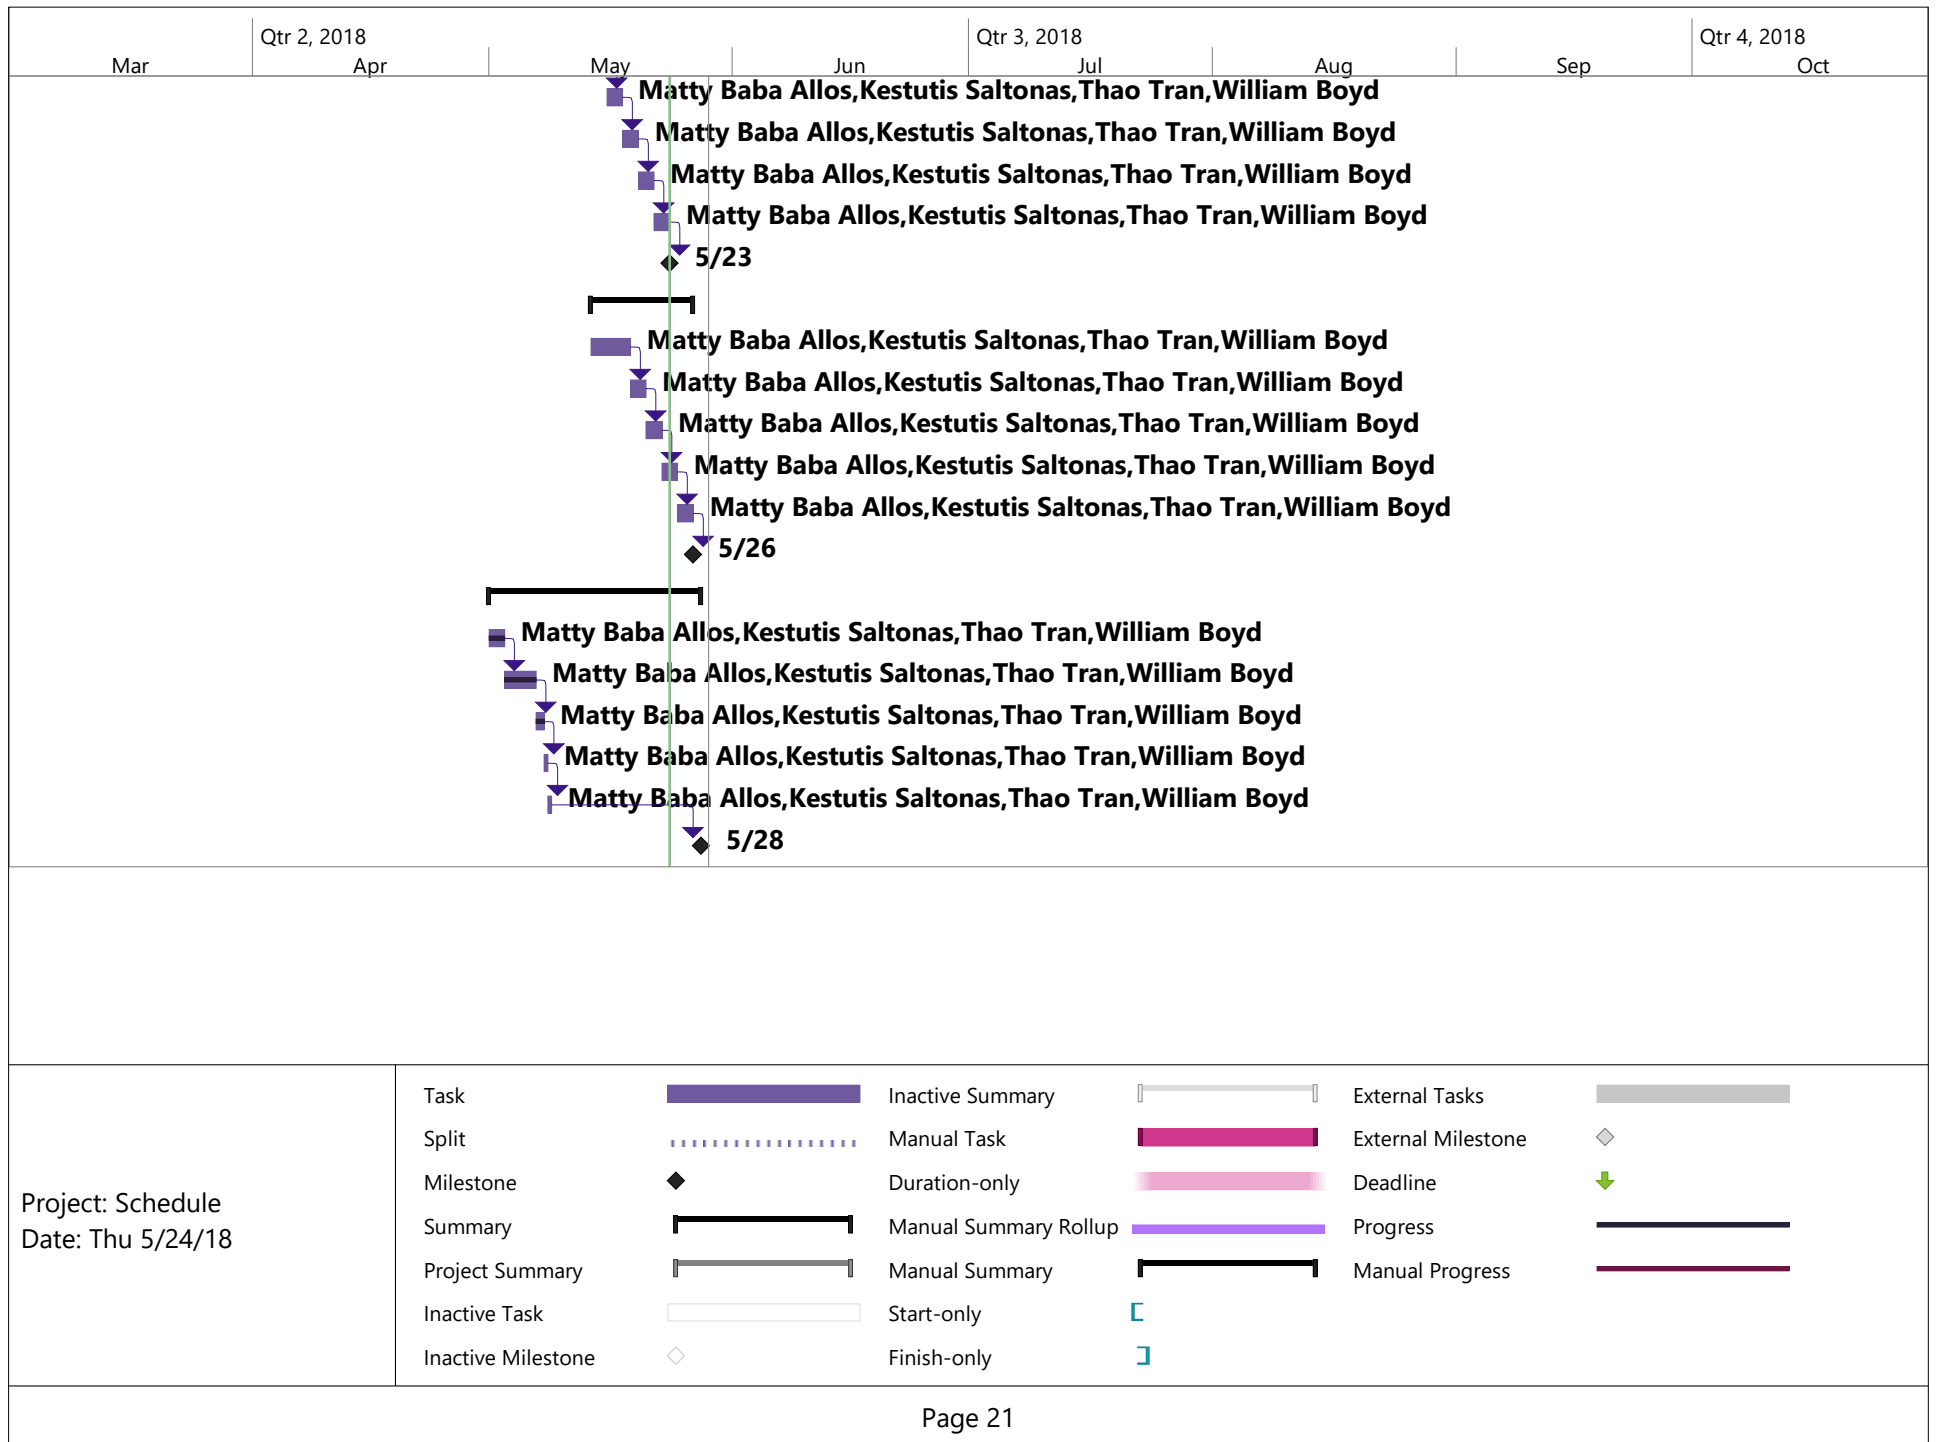 Qtr 2, 2018 Qtr 3, 2018 Qtr 4, 2018
Mar Apr May Jun Jul Aug Sep Oct
Matty Baba Allos,Kestutis Saltonas,Thao Tran,William Boyd
Matty Baba Allos,Kestutis Saltonas,Thao Tran,William Boyd
Matty Baba Allos,Kestutis Saltonas,Thao Tran,William Boyd
Matty Baba Allos,Kestutis Saltonas,Thao Tran,William Boyd
5/23
Matty Baba Allos,Kestutis Saltonas,Thao Tran,William Boyd
Matty Baba Allos,Kestutis Saltonas,Thao Tran,William Boyd
Matty Baba Allos,Kestutis Saltonas,Thao Tran,William Boyd
Matty Baba Allos,Kestutis Saltonas,Thao Tran,William Boyd
Matty Baba Allos,Kestutis Saltonas,Thao Tran,William Boyd
5/26
Matty Baba Allos,Kestutis Saltonas,Thao Tran,William Boyd
Matty Baba Allos,Kestutis Saltonas,Thao Tran,William Boyd
Matty Baba Allos,Kestutis Saltonas,Thao Tran,William Boyd
Matty Baba Allos,Kestutis Saltonas,Thao Tran,William Boyd
Matty Baba Allos,Kestutis Saltonas,Thao Tran,William Boyd
5/28
Project: Schedule
Date: Thu 5/24/18
Task
Split
Milestone
Summary
Project Summary
Inactive Task
Inactive Milestone
Inactive Summary
Manual Task
Duration-only
Manual Summary Rollup
Manual Summary
Start-only
Finish-only
External Tasks
External Milestone
Deadline
Progress
Manual Progress
Page 21